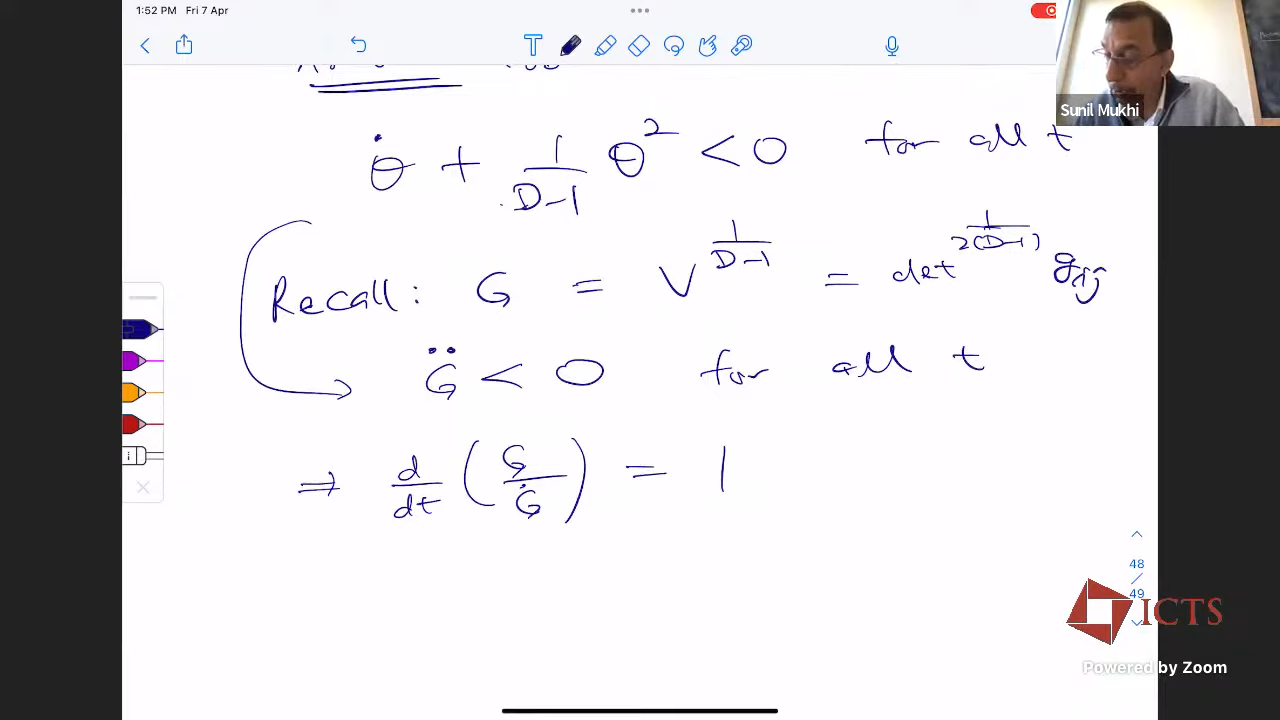 1:52 PM Fri 7 Apr
Sunil Mukhi
θ̇ + 1/(D-1) θ² < 0 for all t
Recall: G = V^(1/(D-1)) = det^(1/(2(D-1))) g_ij
G̈ < 0 for all t
⇒ d/dt (G/Ġ) = 1
48
/
49
ICTS
Powered by Zoom